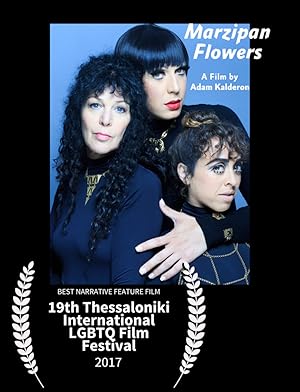 Marzipan
Flowers
A Film by
Adam Kalderon
BEST NARRATIVE FEATURE FILM
19th Thessaloniki
International
LGBTQ Film
Festival
2017